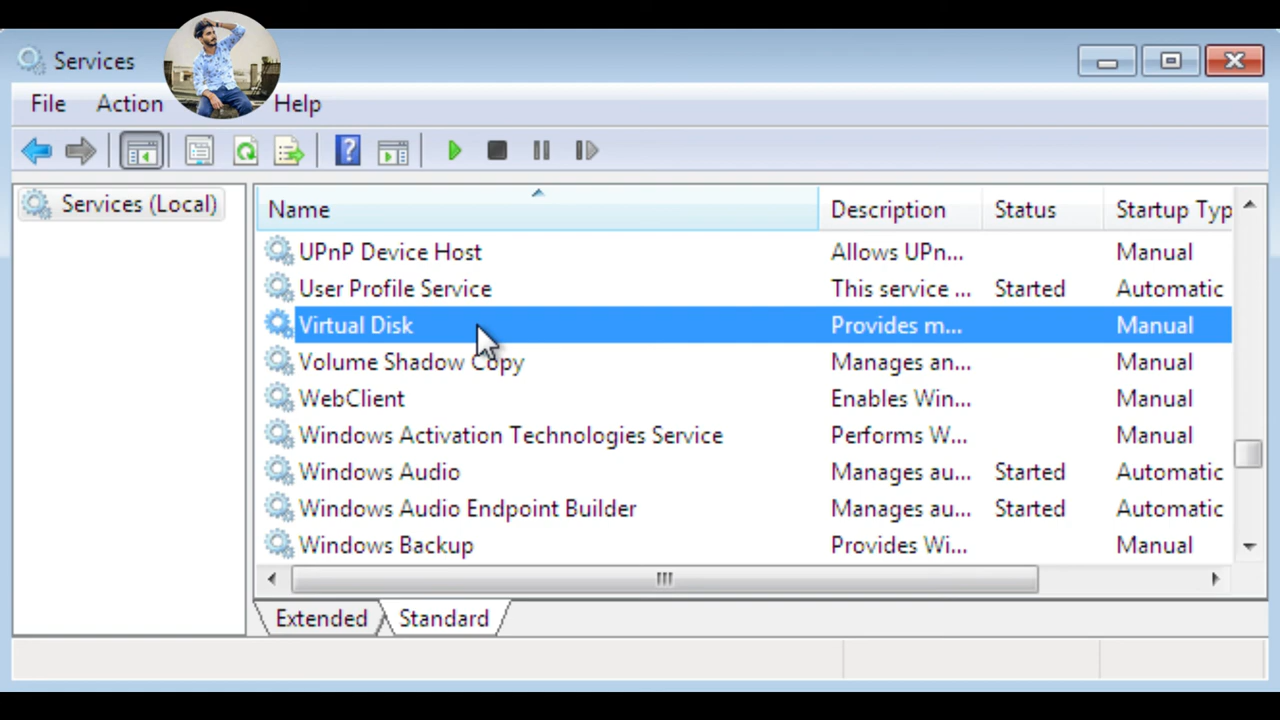 Services
File Action Help
Services (Local)
Name Description Status Startup Typ
UPnP Device Host Allows UPn... Manual
User Profile Service This service ... Started Automatic
Virtual Disk Provides m... Manual
Volume Shadow Copy Manages an... Manual
WebClient Enables Win... Manual
Windows Activation Technologies Service Performs W... Manual
Windows Audio Manages au... Started Automatic
Windows Audio Endpoint Builder Manages au... Started Automatic
Windows Backup Provides Wi... Manual
Extended Standard